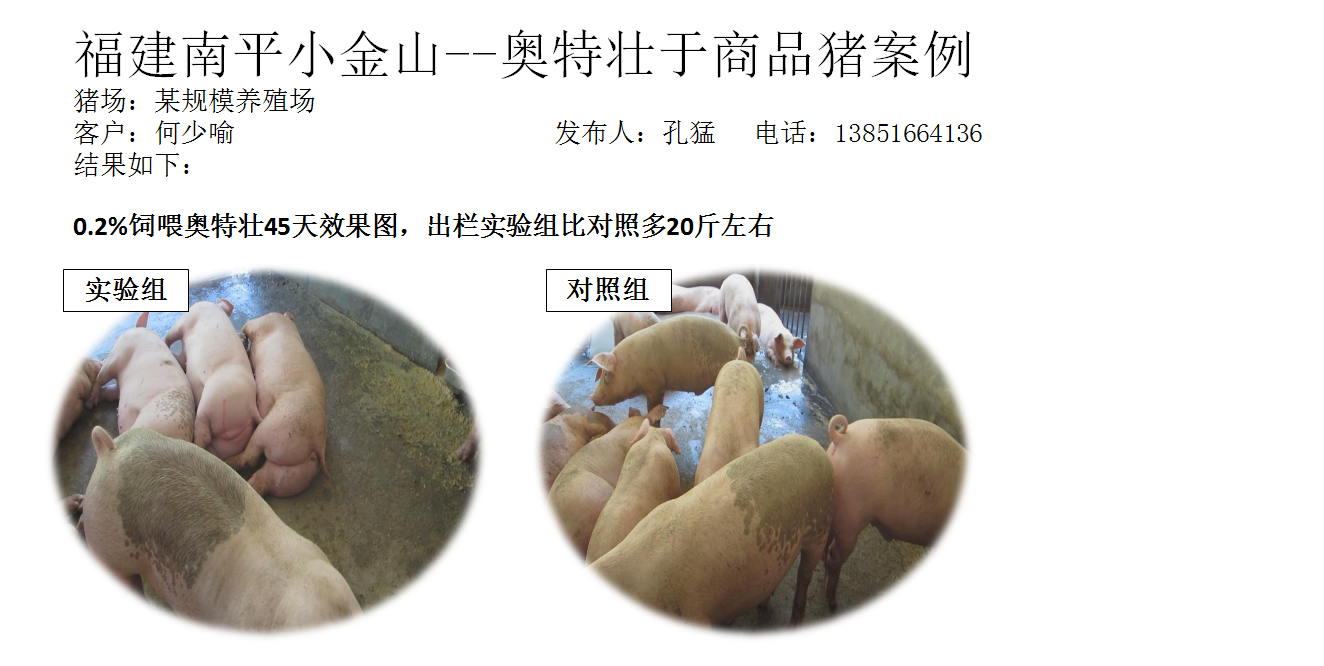 福建南平小金山--奥特壮于商品猪案例
猪场：某规模养殖场
客户：何少喻 发布人：孔猛 电话：13851664136
结果如下：
0.2%饲喂奥特壮45天效果图，出栏实验组比对照多20斤左右
实验组 对照组